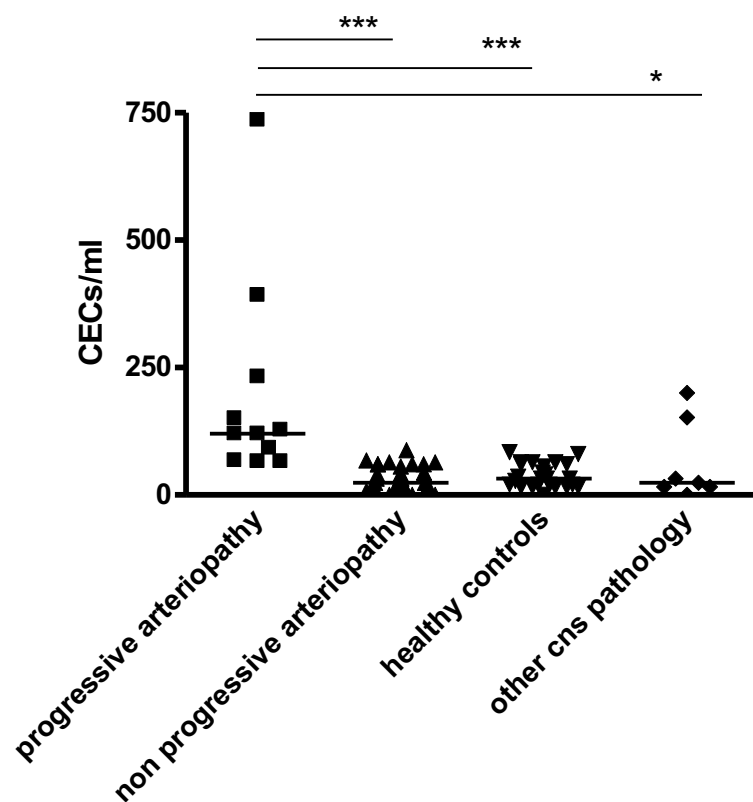 ***
***
*
750
500
250
0
CECs/ml
progressive arteriopathy
non progressive arteriopathy
healthy controls
other cns pathology